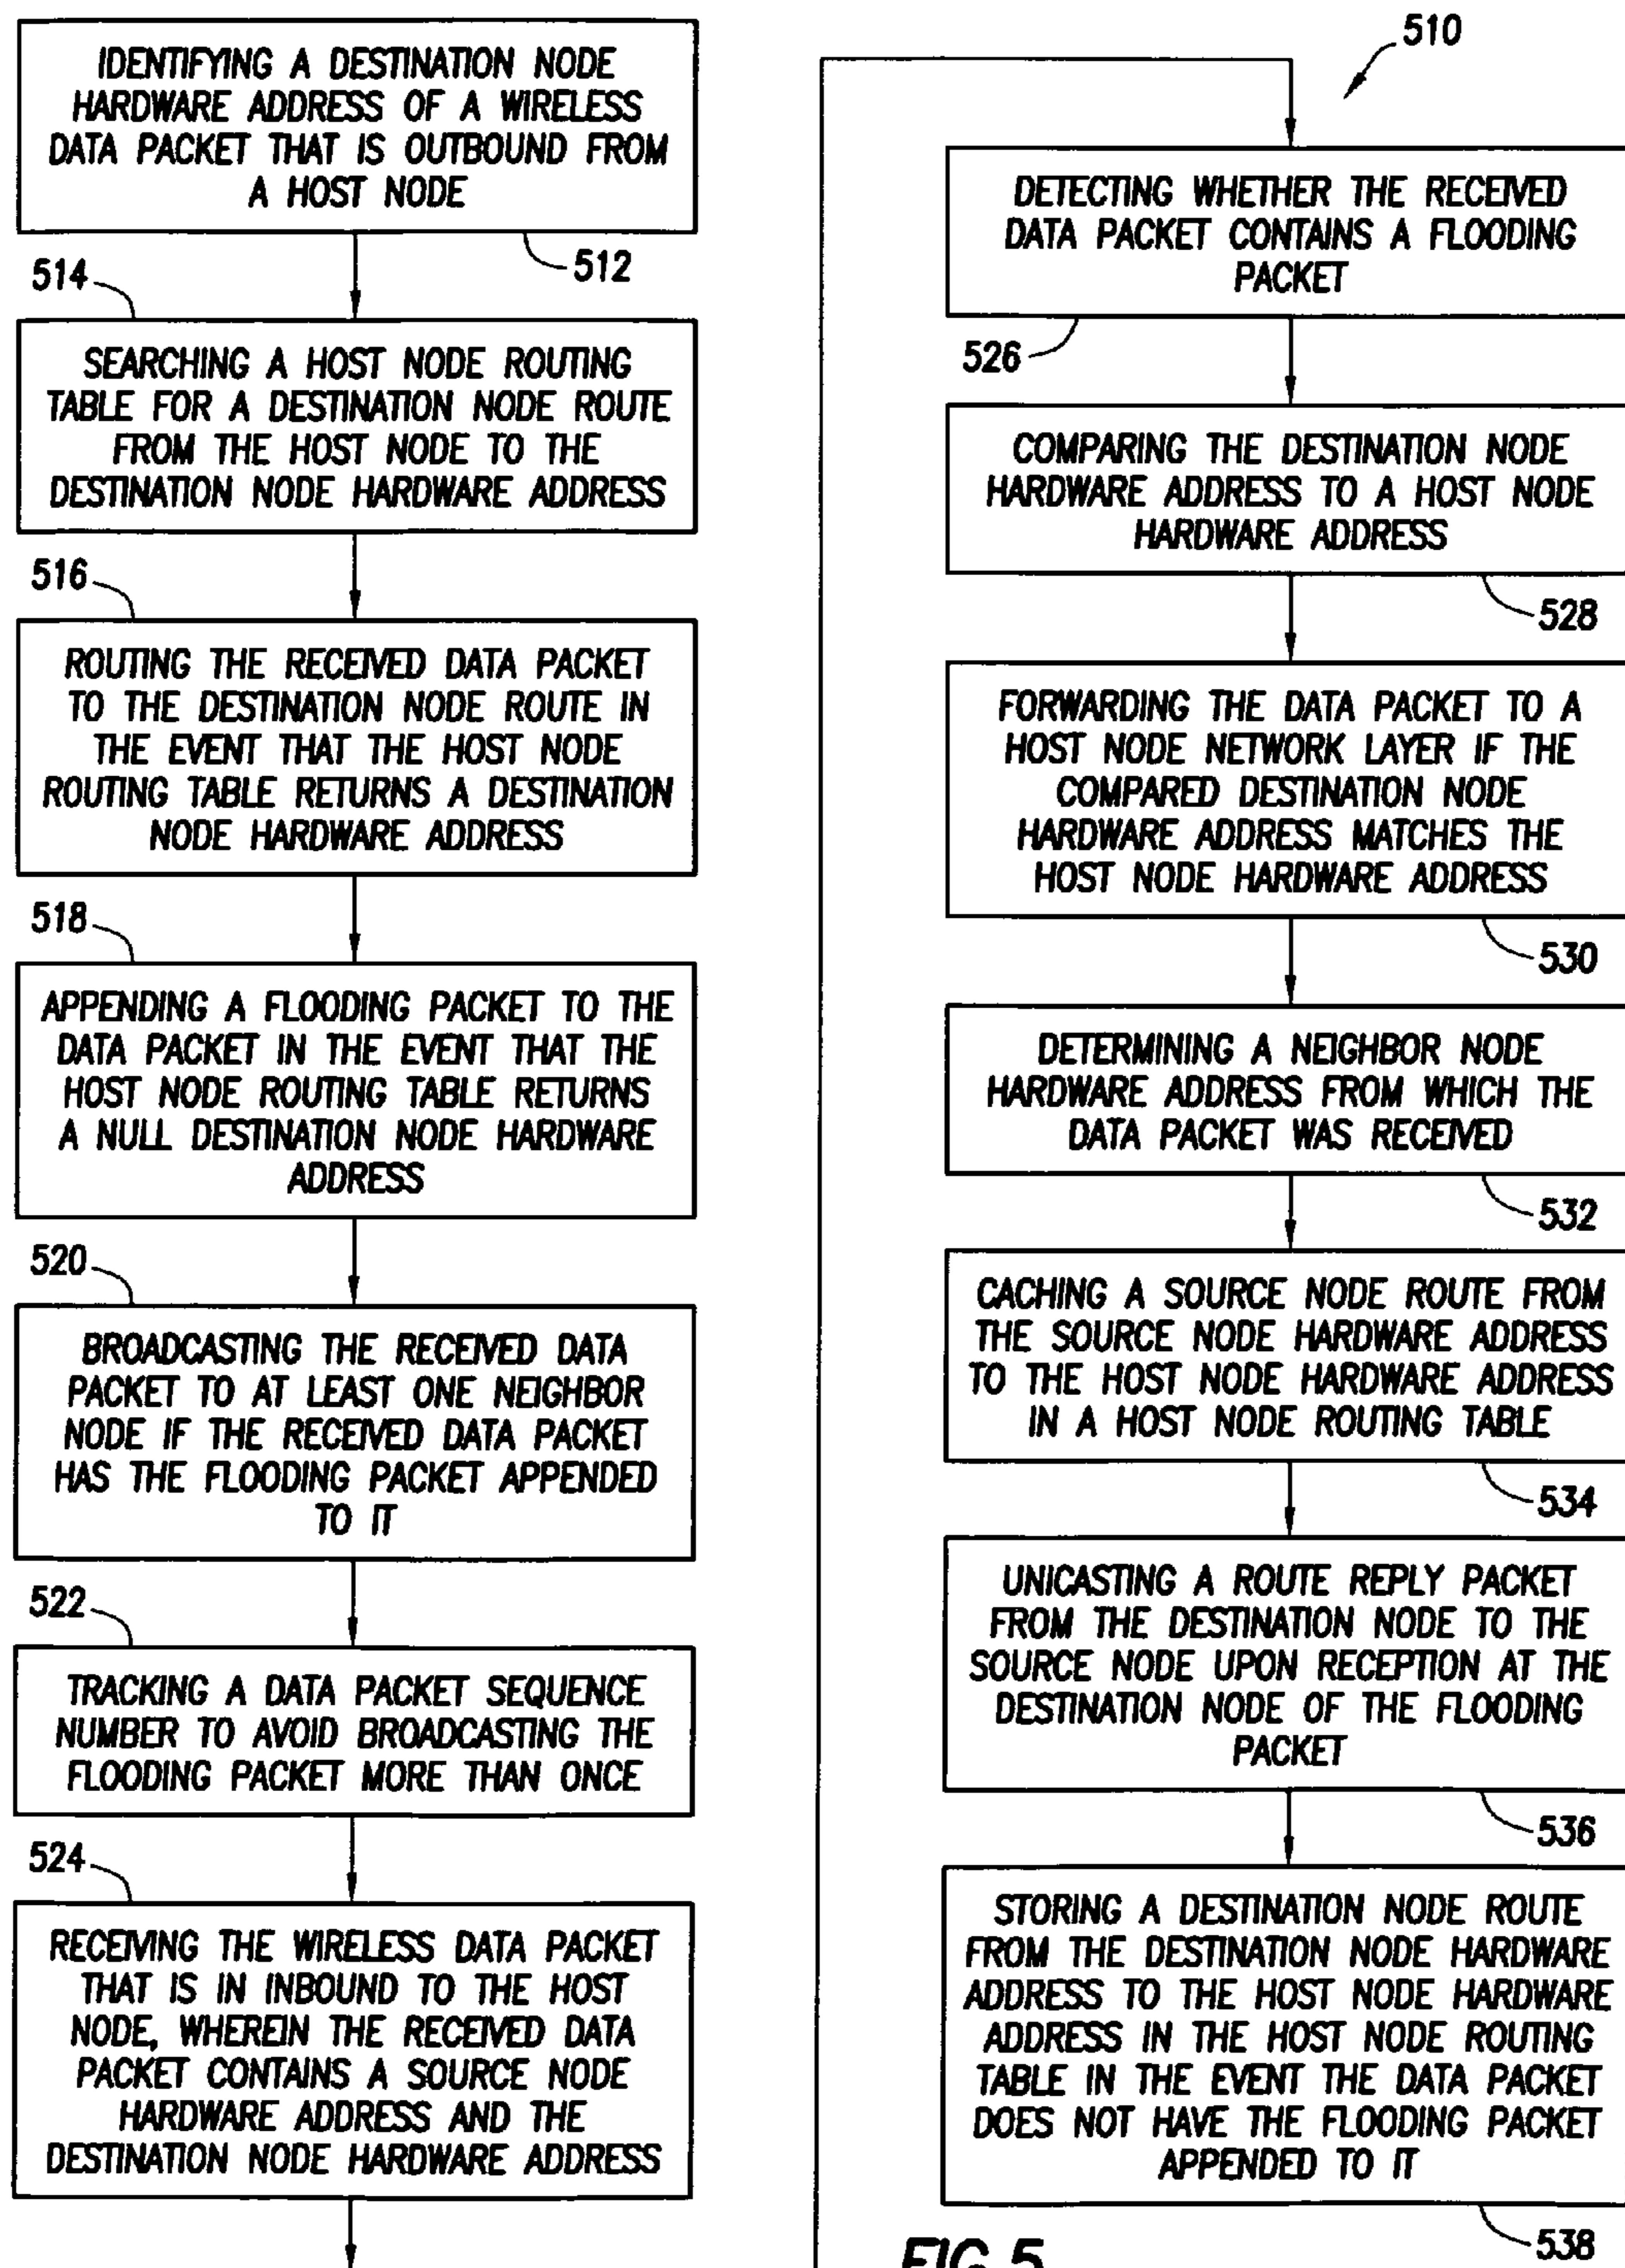 IDENTIFYING A DESTINATION NODE
HARDWARE ADDRESS OF A WIRELESS
DATA PACKET THAT IS OUTBOUND FROM
A HOST NODE
512
514
SEARCHING A HOST NODE ROUTING
TABLE FOR A DESTINATION NODE ROUTE
FROM THE HOST NODE TO THE
DESTINATION NODE HARDWARE ADDRESS
516
ROUTING THE RECEIVED DATA PACKET
TO THE DESTINATION NODE ROUTE IN
THE EVENT THAT THE HOST NODE
ROUTING TABLE RETURNS A DESTINATION
NODE HARDWARE ADDRESS
518
APPENDING A FLOODING PACKET TO THE
DATA PACKET IN THE EVENT THAT THE
HOST NODE ROUTING TABLE RETURNS
A NULL DESTINATION NODE HARDWARE
ADDRESS
520
BROADCASTING THE RECEIVED DATA
PACKET TO AT LEAST ONE NEIGHBOR
NODE IF THE RECEIVED DATA PACKET
HAS THE FLOODING PACKET APPENDED
TO IT
522
TRACKING A DATA PACKET SEQUENCE
NUMBER TO AVOID BROADCASTING THE
FLOODING PACKET MORE THAN ONCE
524
RECEIVING THE WIRELESS DATA PACKET
THAT IS IN INBOUND TO THE HOST
NODE, WHEREIN THE RECEIVED DATA
PACKET CONTAINS A SOURCE NODE
HARDWARE ADDRESS AND THE
DESTINATION NODE HARDWARE ADDRESS
510
DETECTING WHETHER THE RECEIVED
DATA PACKET CONTAINS A FLOODING
PACKET
526
COMPARING THE DESTINATION NODE
HARDWARE ADDRESS TO A HOST NODE
HARDWARE ADDRESS
528
FORWARDING THE DATA PACKET TO A
HOST NODE NETWORK LAYER IF THE
COMPARED DESTINATION NODE
HARDWARE ADDRESS MATCHES THE
HOST NODE HARDWARE ADDRESS
530
DETERMINING A NEIGHBOR NODE
HARDWARE ADDRESS FROM WHICH THE
DATA PACKET WAS RECEIVED
532
CACHING A SOURCE NODE ROUTE FROM
THE SOURCE NODE HARDWARE ADDRESS
TO THE HOST NODE HARDWARE ADDRESS
IN A HOST NODE ROUTING TABLE
534
UNICASTING A ROUTE REPLY PACKET
FROM THE DESTINATION NODE TO THE
SOURCE NODE UPON RECEPTION AT THE
DESTINATION NODE OF THE FLOODING
PACKET
536
STORING A DESTINATION NODE ROUTE
FROM THE DESTINATION NODE HARDWARE
ADDRESS TO THE HOST NODE HARDWARE
ADDRESS IN THE HOST NODE ROUTING
TABLE IN THE EVENT THE DATA PACKET
DOES NOT HAVE THE FLOODING PACKET
APPENDED TO IT
538
FIG. 5